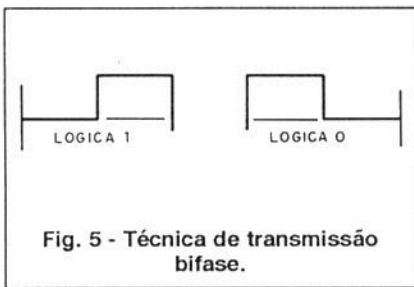 LOGICA 1
LOGICA 0
Fig. 5 - Técnica de transmissão
bifase.